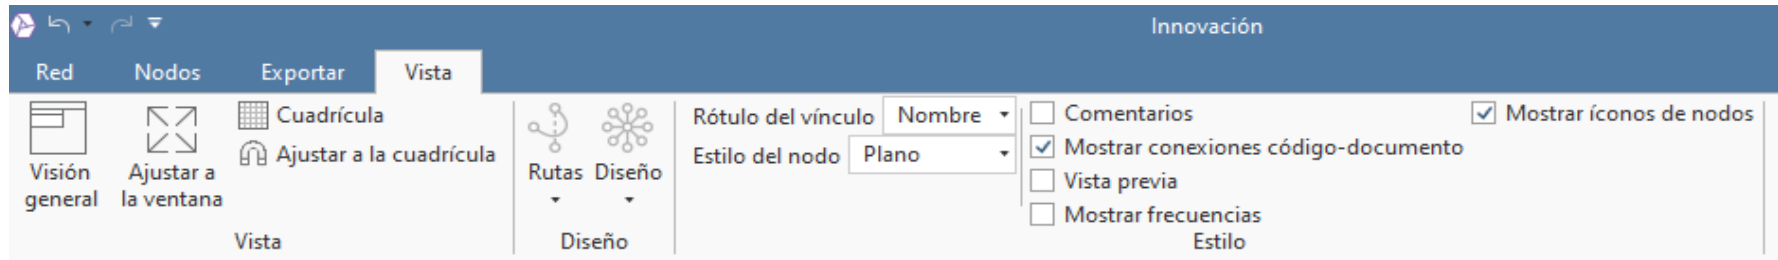 Innovación
Red Nodos Exportar Vista
Visión general
Ajustar a la ventana
Cuadrícula
Ajustar a la cuadrícula
Vista
Rutas Diseño
Diseño
Rótulo del vínculo Nombre
Estilo del nodo Plano
Comentarios
Mostrar conexiones código-documento
Vista previa
Mostrar frecuencias
Mostrar íconos de nodos
Estilo